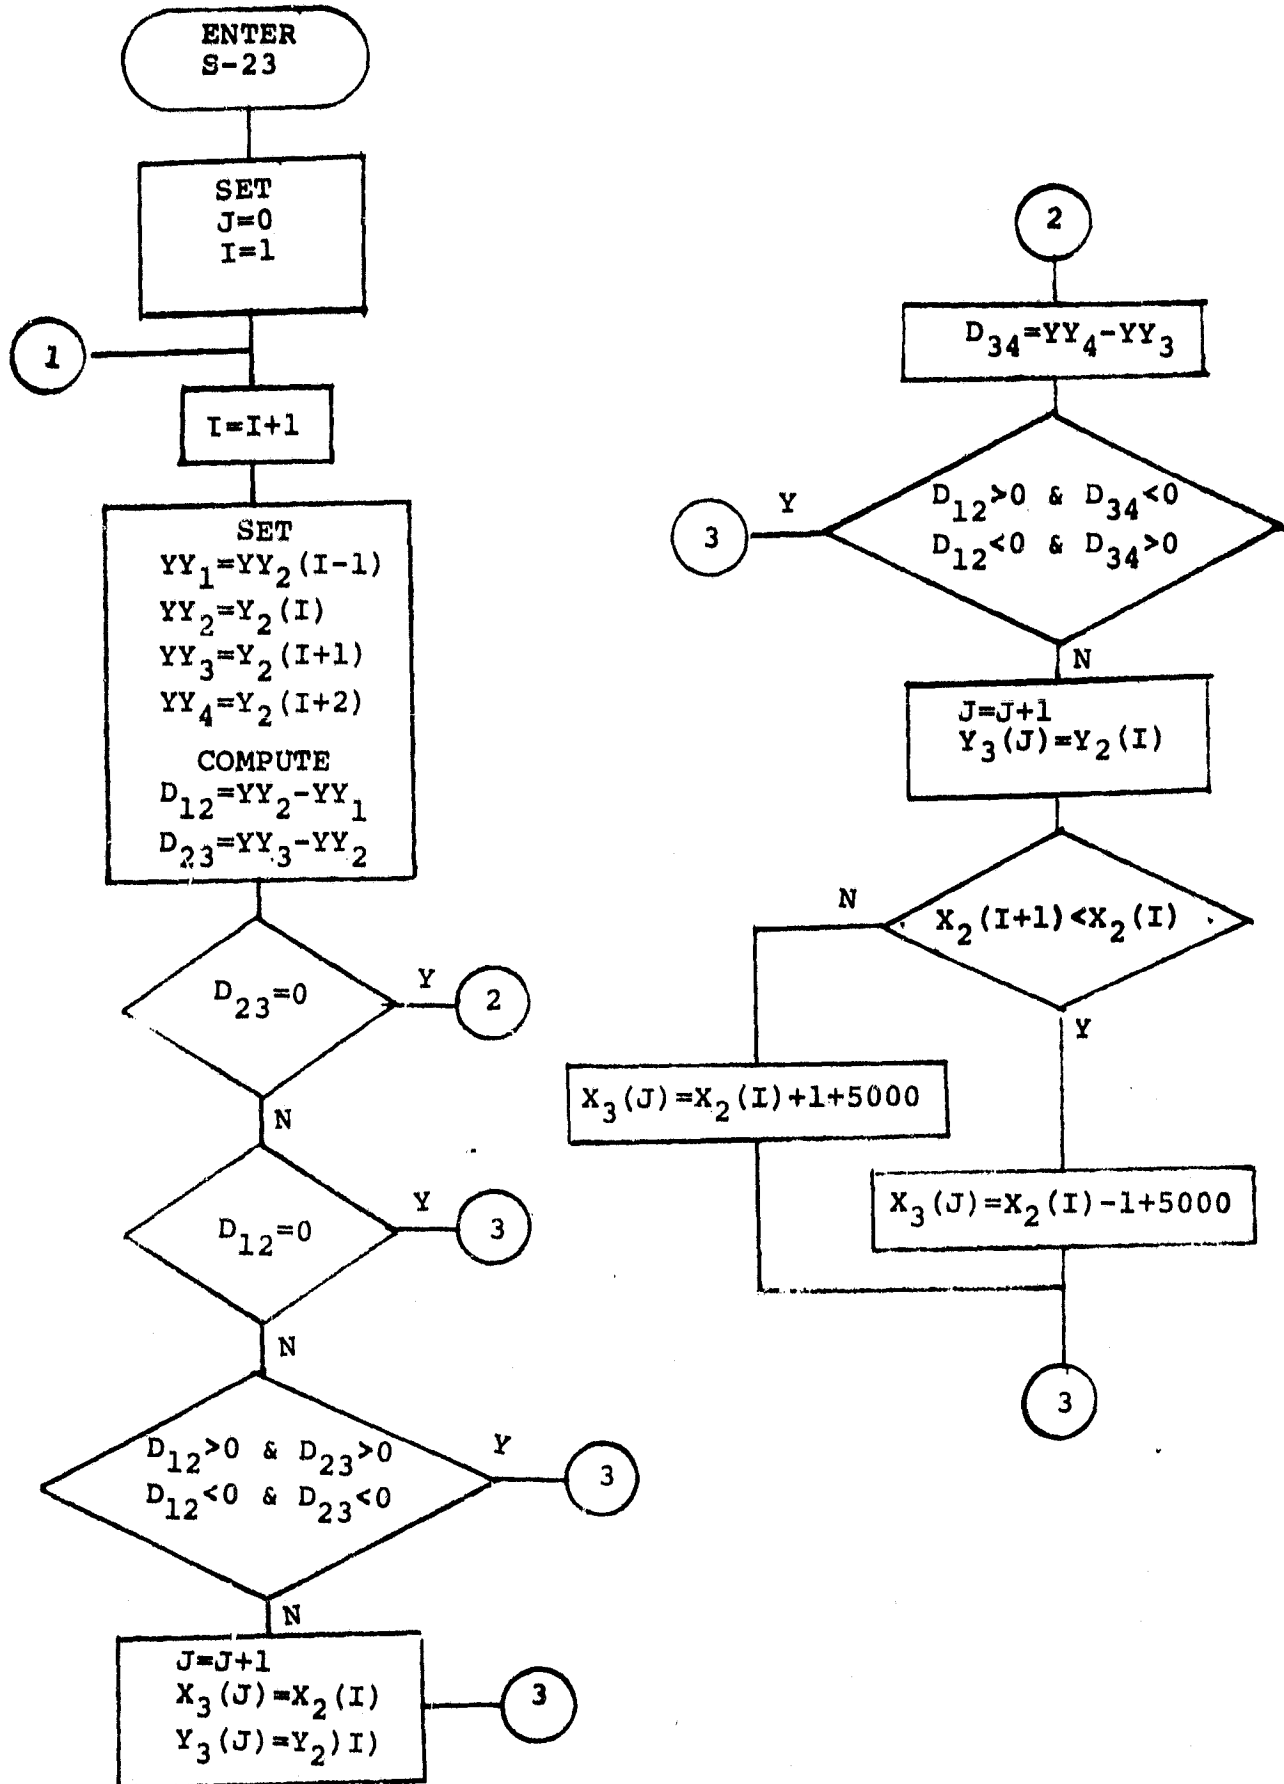 ENTER
S-23
SET
J=0
I=1
1
I=I+1
SET
YY1=YY2(I-1)
YY2=Y2(I)
YY3=Y2(I+1)
YY4=Y2(I+2)
COMPUTE
D12=YY2-YY1
D23=YY3-YY2
D23=0
Y
2
N
D12=0
Y
3
N
D12>0 & D23>0
D12<0 & D23<0
Y
3
N
J=J+1
X3(J)=X2(I)
Y3(J)=Y2)I)
3
2
D34=YY4-YY3
D12>0 & D34<0
D12<0 & D34>0
Y
3
N
J=J+1
Y3(J)=Y2(I)
X2(I+1)<X2(I)
N
Y
X3(J)=X2(I)+1+5000
X3(J)=X2(I)-1+5000
3